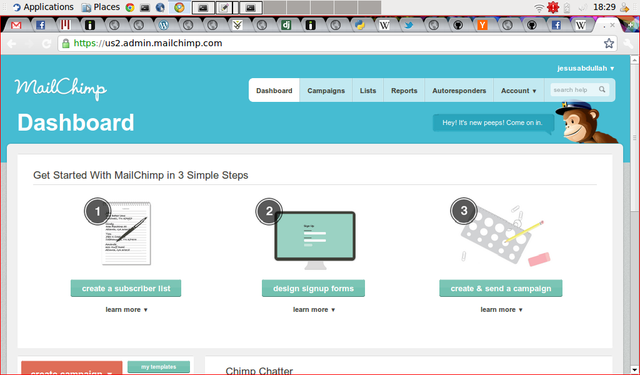 Applications Places
18:29
https://us2.admin.mailchimp.com
jesusabdullah ▼
MailChimp
Dashboard Campaigns Lists Reports Autoresponders Account ▼ search help
Dashboard
Hey! It's new peeps! Come on in.
Get Started With MailChimp in 3 Simple Steps
1 2 3
Sign Up
create a subscriber list design signup forms create & send a campaign
learn more ▼ learn more ▼ learn more ▼
create campaign my templates
Chimp Chatter